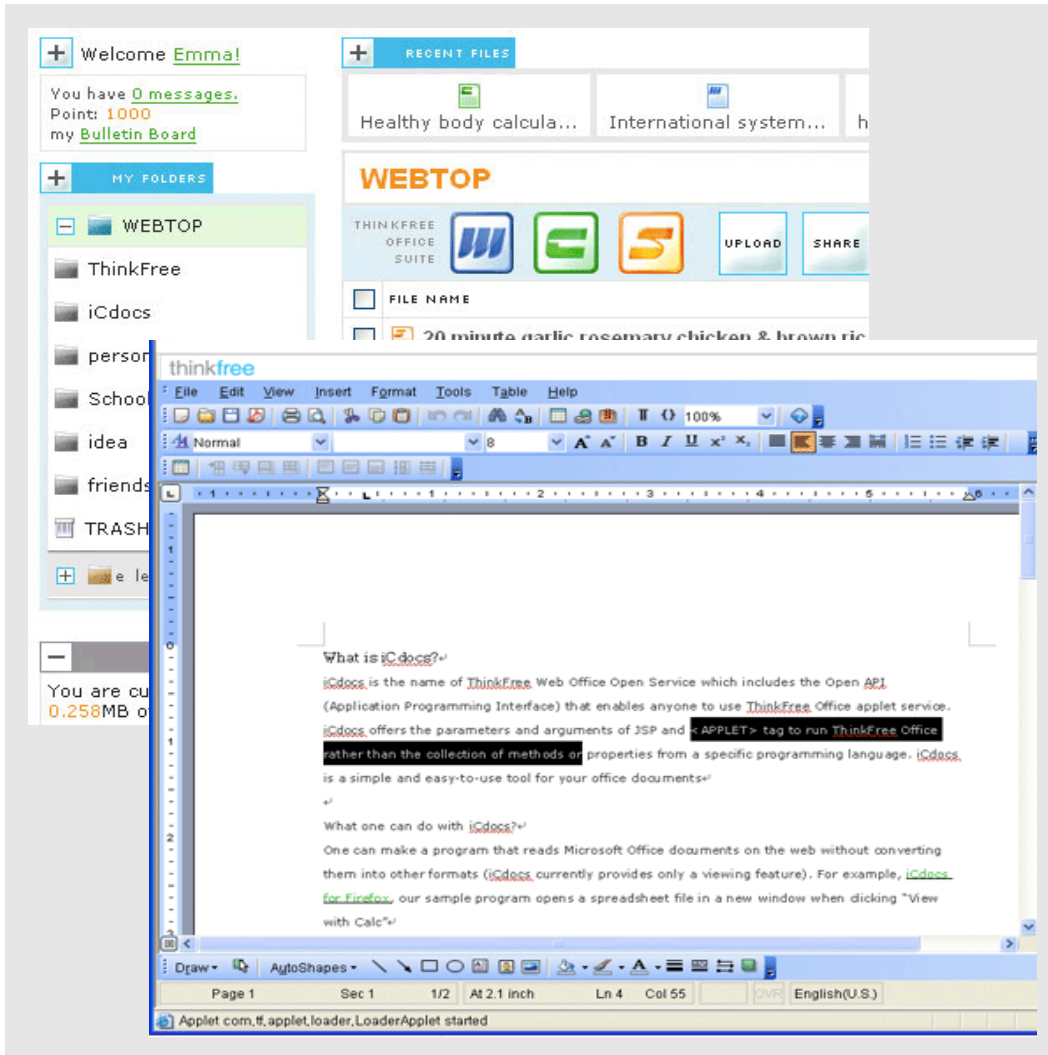 Welcome Emma!
You have 0 messages.
Point: 1000
my Bulletin Board
MY FOLDERS
WEBTOP
ThinkFree
iCdocs
person
School
idea
friends
TRASH
e le
You are cu
0.258MB o
RECENT FILES
Healthy body calcula... International system... h
WEBTOP
THINKFREE
OFFICE
SUITE
UPLOAD SHARE
FILE NAME
20 minute garlic rosemary chicken & brown ric
thinkfree
File Edit View Insert Format Tools Table Help
100%
Normal 8
What is iCdocs?
iCdocs is the name of ThinkFree Web Office Open Service which includes the Open API
(Application Programming Interface) that enables anyone to use ThinkFree Office applet service.
iCdocs offers the parameters and arguments of JSP and <APPLET> tag to run ThinkFree Office
rather than the collection of methods or properties from a specific programming language. iCdocs
is a simple and easy-to-use tool for your office documents
What one can do with iCdocs?
One can make a program that reads Microsoft Office documents on the web without converting
them into other formats (iCdocs currently provides only a viewing feature). For example, iCdocs
for Firefox, our sample program opens a spreadsheet file in a new window when clicking "View
with Calc"
Draw AutoShapes
Page 1 Sec 1 1/2 At 2.1 inch Ln 4 Col 55 OVR English(U.S.)
Applet com.tf.applet.loader.LoaderApplet started